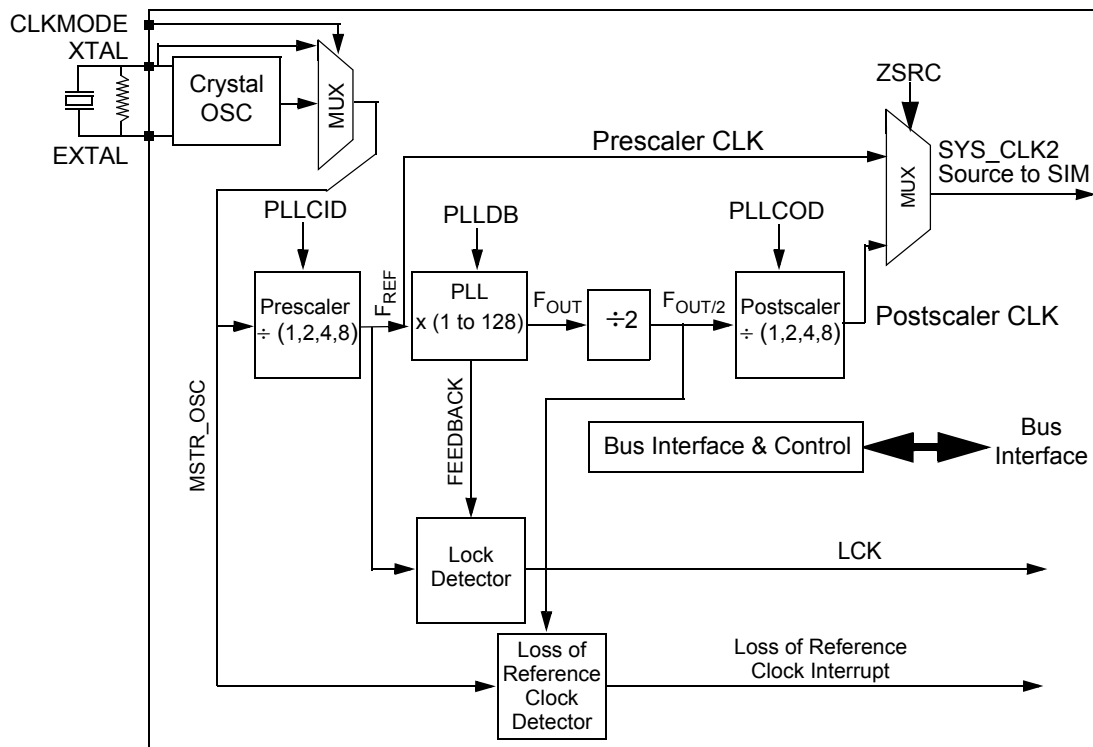 CLKMODE
XTAL
EXTAL
Crystal
OSC
MUX
ZSRC
MUX
SYS_CLK2
Source to SIM
Prescaler CLK
PLLCID
PLLDB
PLLCOD
Prescaler
÷ (1,2,4,8)
FREF
PLL
x (1 to 128)
FOUT
÷2
FOUT/2
Postscaler
÷ (1,2,4,8)
Postscaler CLK
MSTR_OSC
FEEDBACK
Bus Interface & Control
Bus
Interface
Lock
Detector
LCK
Loss of
Reference
Clock
Detector
Loss of Reference
Clock Interrupt